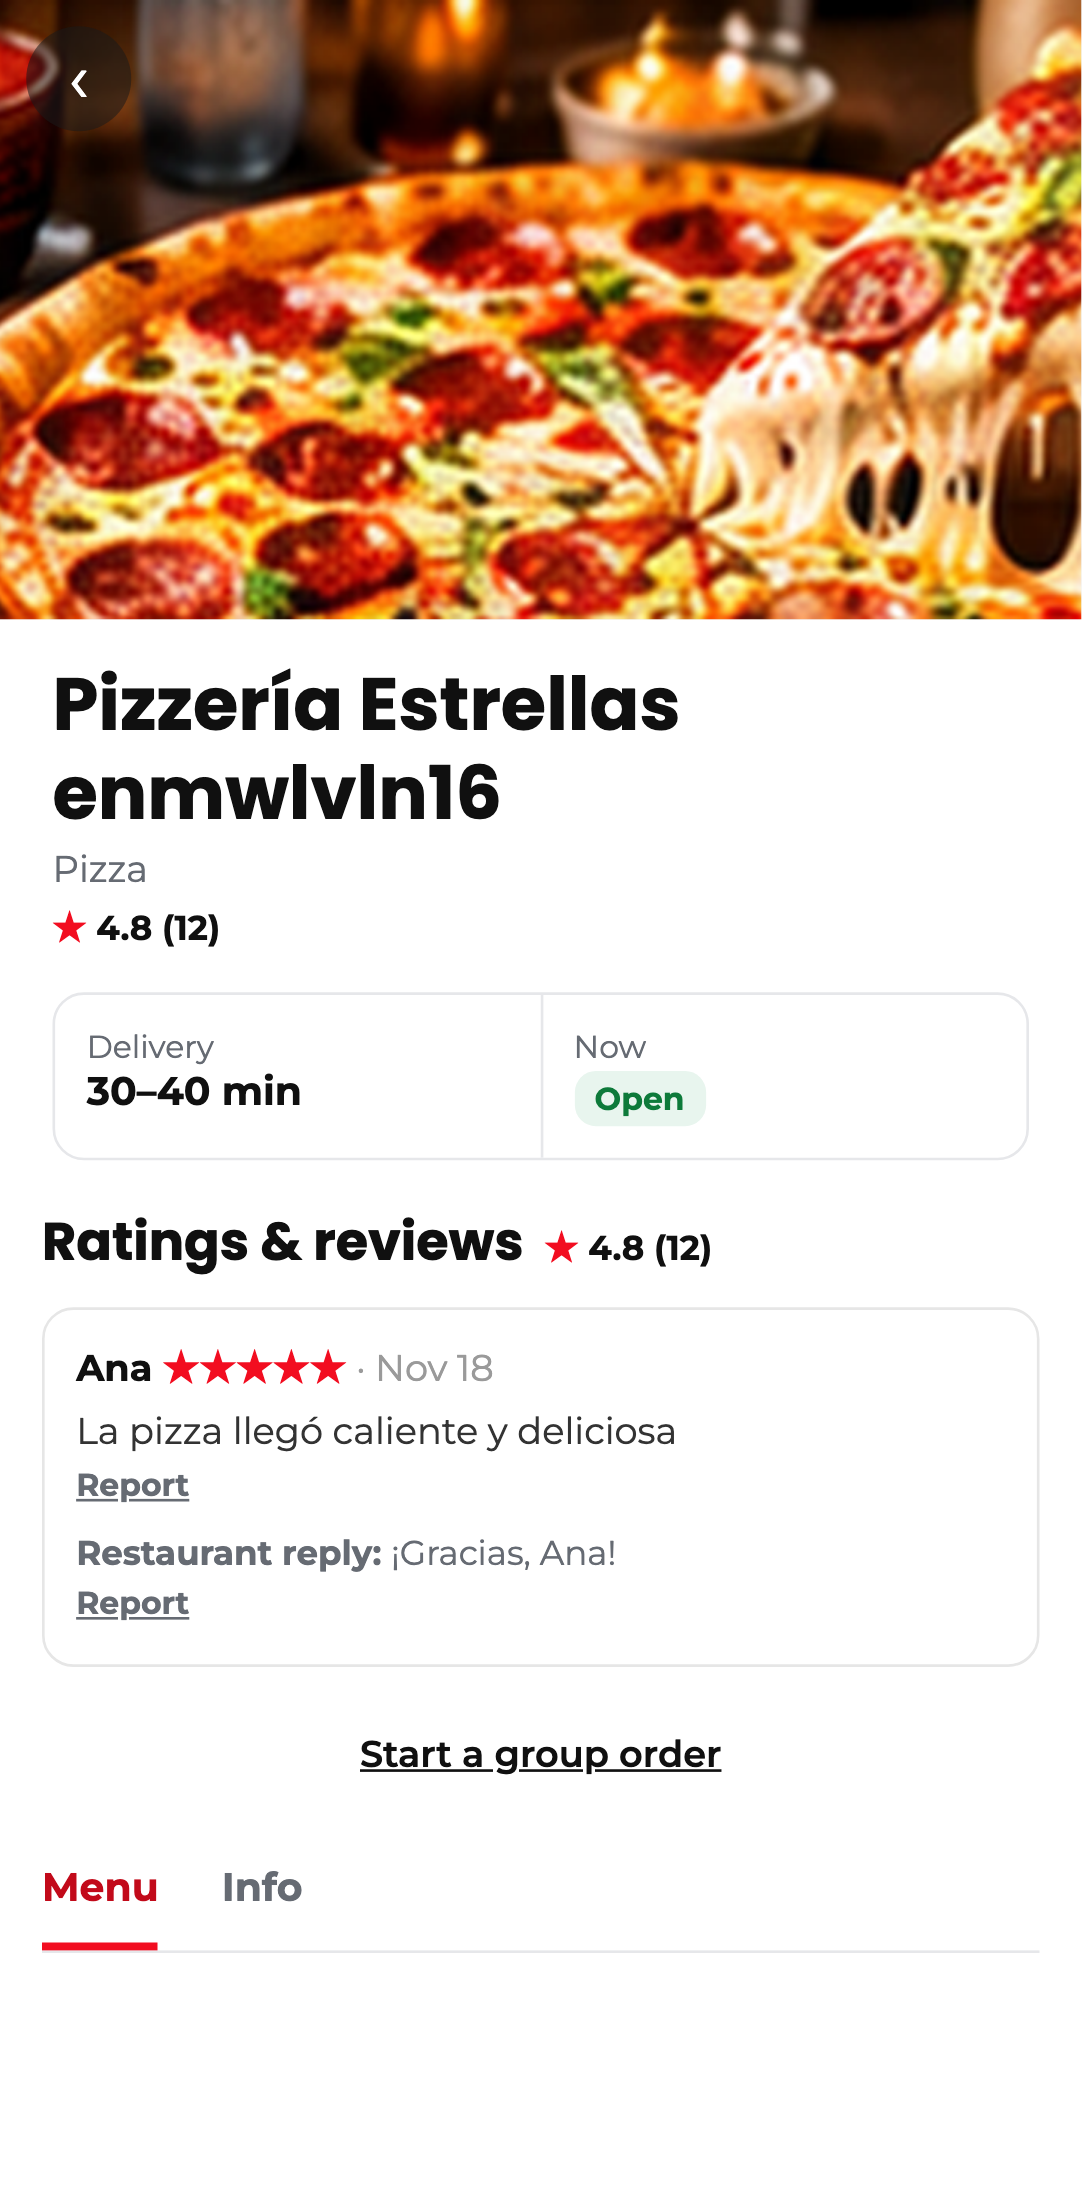 ‹
Pizzería Estrellas
enmwlvln16
Pizza
★ 4.8 (12)
Delivery
30–40 min
Now
Open
Ratings & reviews ★ 4.8 (12)
Ana ★★★★★ · Nov 18
La pizza llegó caliente y deliciosa
Report
Restaurant reply: ¡Gracias, Ana!
Report
Start a group order
Menu Info